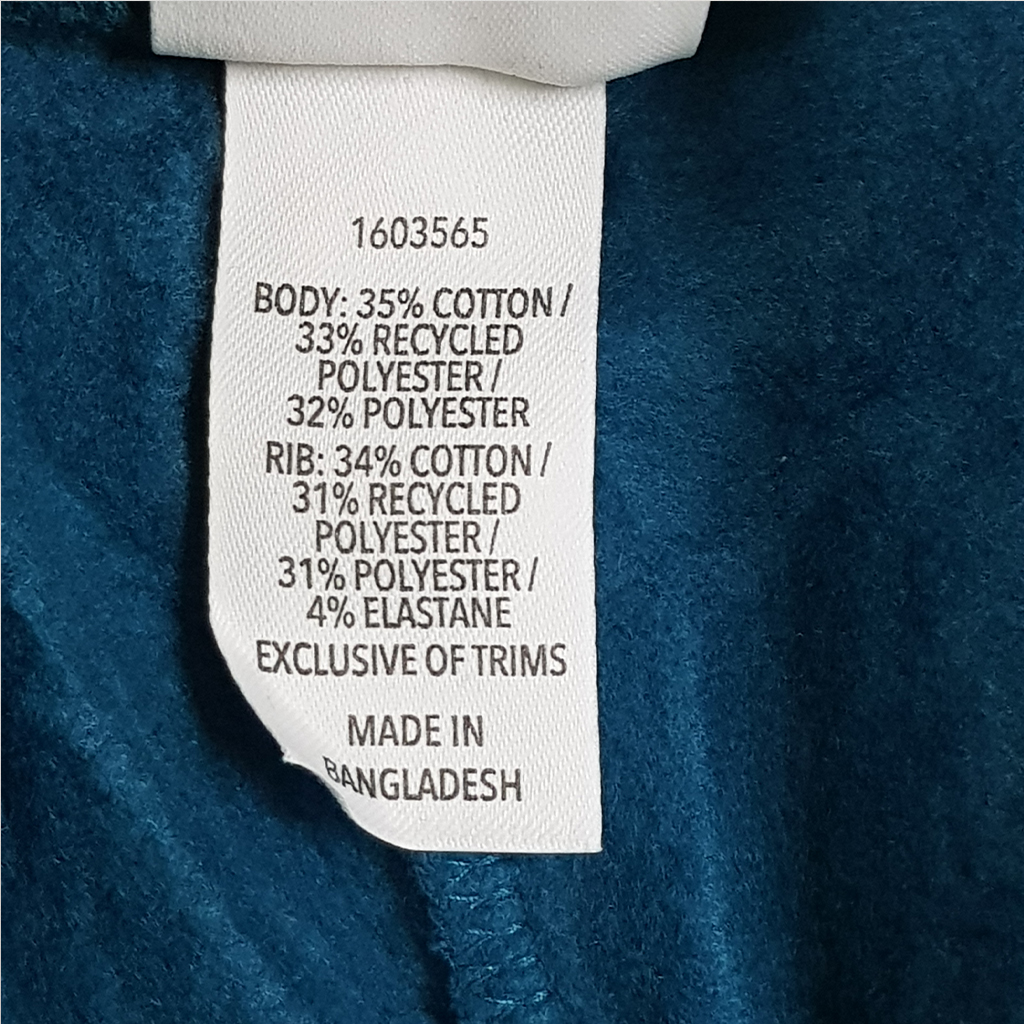 1603565
BODY: 35% COTTON /
33% RECYCLED
POLYESTER /
32% POLYESTER
RIB: 34% COTTON /
31% RECYCLED
POLYESTER /
31% POLYESTER /
4% ELASTANE
EXCLUSIVE OF TRIMS
MADE IN
BANGLADESH